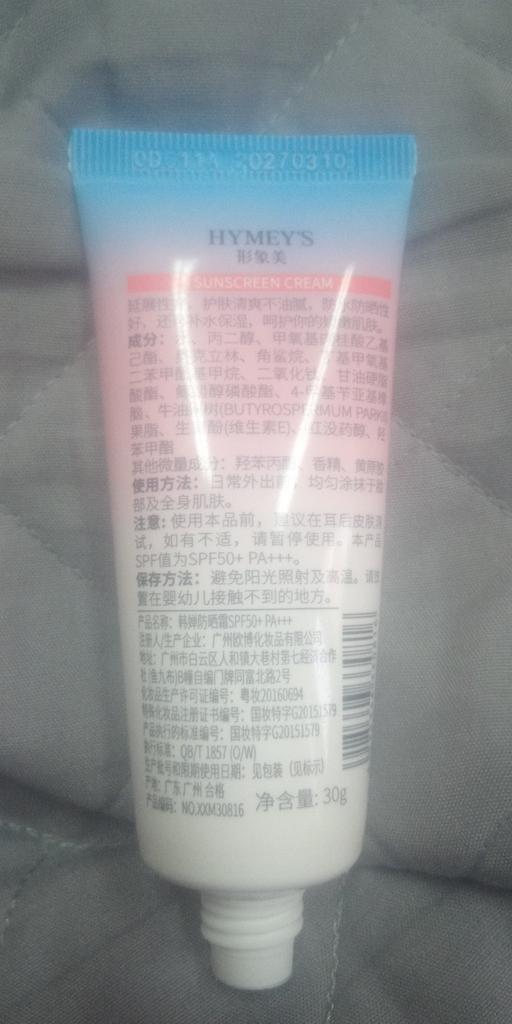 20270310
HYMEY'S
形象美
SUNSCREEN CREAM
延展性 护肤清爽不油腻, 防水防晒性
好, 还 补水保湿, 呵护你的 肌肤。
成分: 、丙二醇、甲氧基 桂酸乙基
己酯、 克立林、角鲨烷、 基甲氧基
二苯甲酰基甲烷、二氧化钛、甘油硬脂
酸酯、 醇磷酸酯、4- 基苄亚基樟
脑、牛油 树(BUTYROSPERMUM PARKII)
果脂、生育酚(维生素E)、红没药醇、羟
苯甲酯
其他微量成分: 羟苯丙酯、香精、黄原胶
使用方法: 日常外出前, 均匀涂抹于脸
部及全身肌肤。
注意: 使用本品前, 建议在耳后皮肤测
试, 如有不适, 请暂停使用。本产品
SPF值为SPF50+ PA+++。
保存方法: 避免阳光照射及高温。请放
置在婴幼儿接触不到的地方。
产品名称: 韩婵防晒霜SPF50+ PA+++
注册人/生产企业: 广州欧博化妆品有限公司
地址: 广州市白云区人和镇大巷村第七经济合作
社(鱼九布)B幢自编门牌同富北路2号
化妆品生产许可证编号: 粤妆20160694
特殊化妆品注册证书编号: 国妆特字G20151579
产品执行的标准编号: 国妆特字G20151579
执行标准: QB/T 1857 (O/W)
生产批号和限期使用日期: 见包装 (见标示)
产地: 广东 广州 合格
产品编码: NO.XXM30816
净含量: 30g